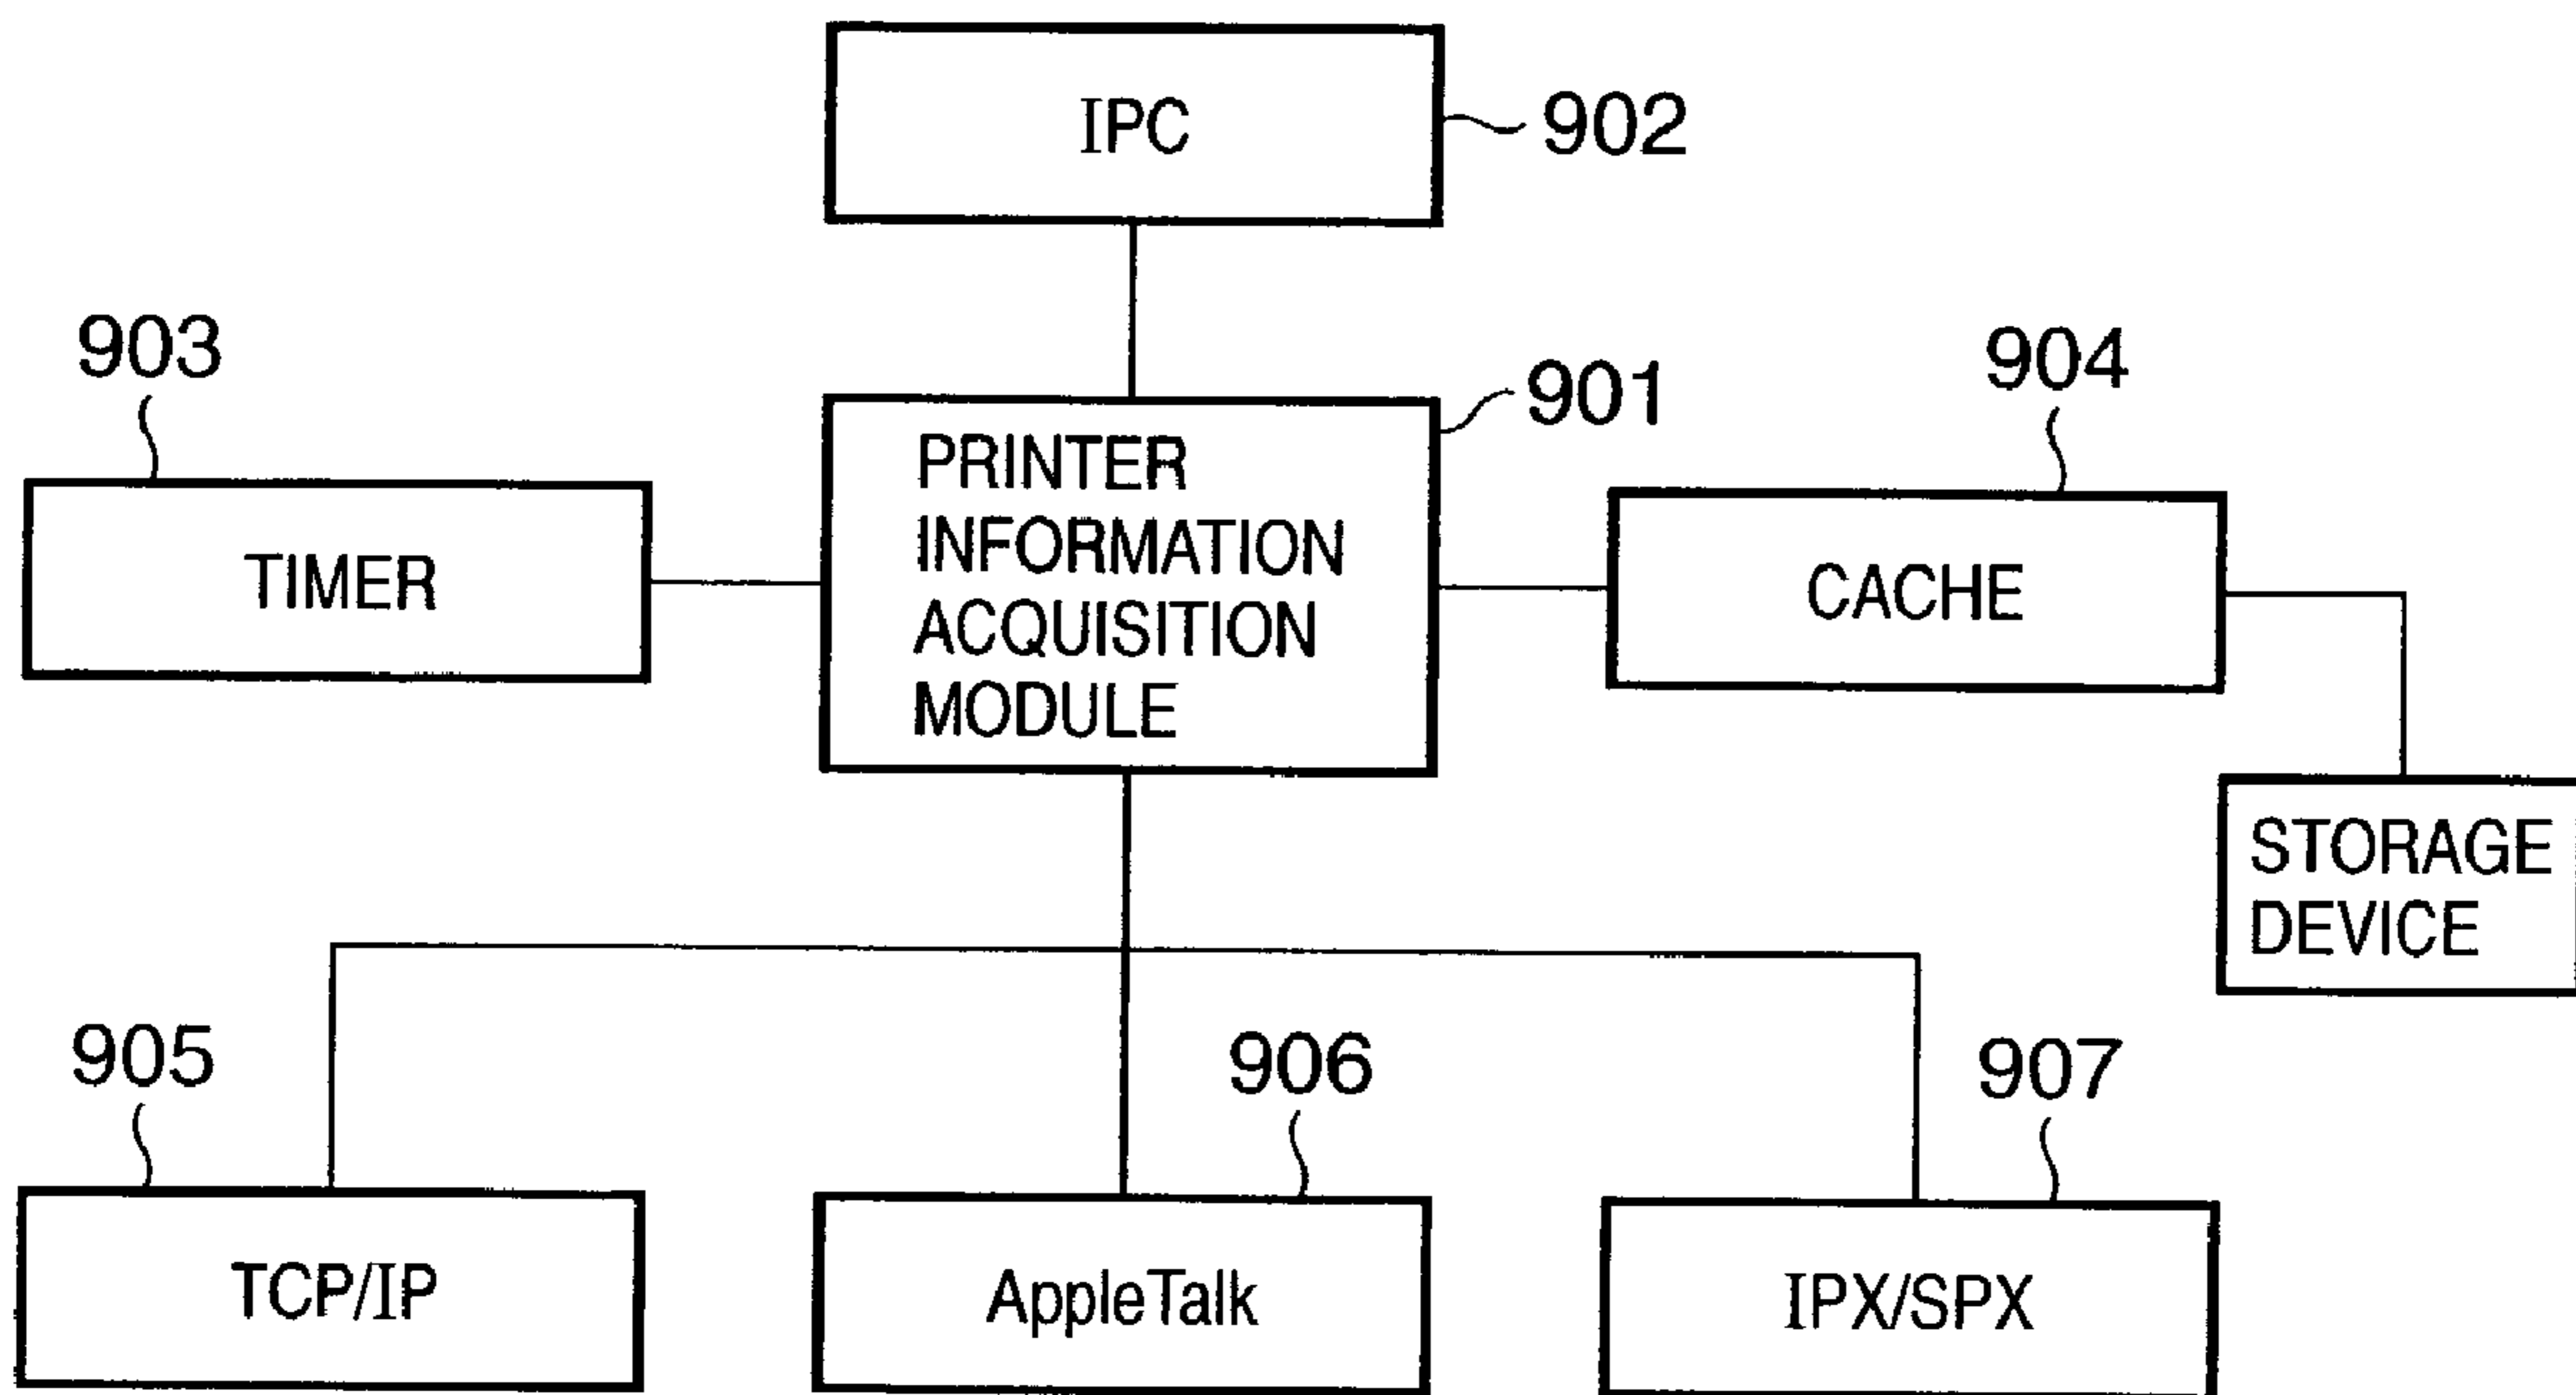 IPC
902
903
901
904
PRINTER
INFORMATION
ACQUISITION
MODULE
TIMER
CACHE
STORAGE
DEVICE
905
906
907
TCP/IP
AppleTalk
IPX/SPX